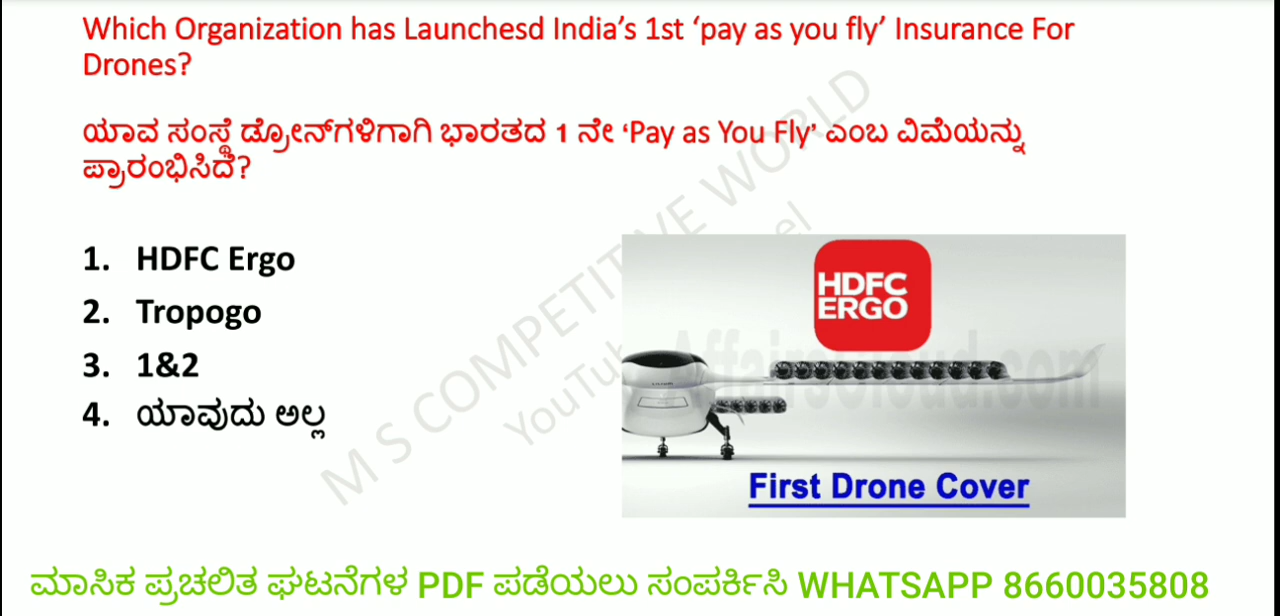 Which Organization has Launchesd India’s 1st ‘pay as you fly’ Insurance For
Drones?
ಯಾವ ಸಂಸ್ಥೆ ಡ್ರೋನ್‌ಗಳಿಗಾಗಿ ಭಾರತದ 1 ನೇ ‘Pay as You Fly’ ಎಂಬ ವಿಮೆಯನ್ನು
ಪ್ರಾರಂಭಿಸಿದೆ?
1. HDFC Ergo
2. Tropogo
3. 1&2
4. ಯಾವುದು ಅಲ್ಲ
HDFC
ERGO
AffairsCloud.com
First Drone Cover
M S COMPETITIVE WORLD
ಮಾಸಿಕ ಪ್ರಚಲಿತ ಘಟನೆಗಳ PDF ಪಡೆಯಲು ಸಂಪರ್ಕಿಸಿ WHATSAPP 8660035808